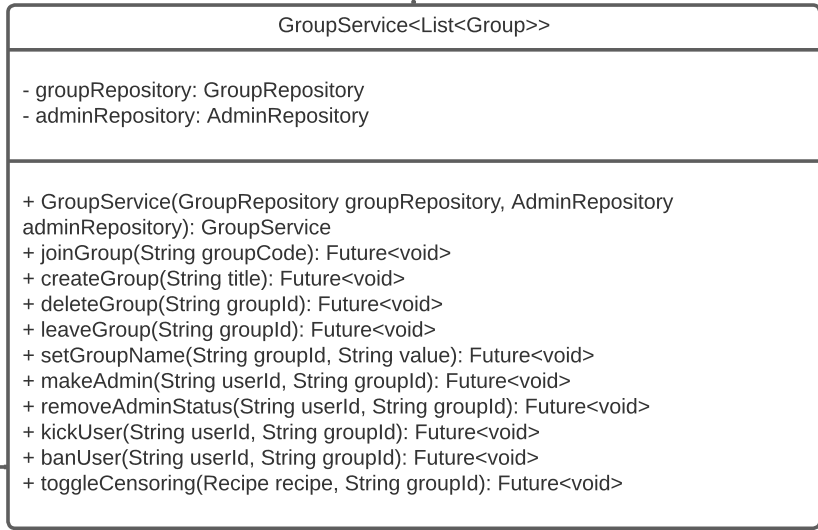 GroupService<List<Group>>
- groupRepository: GroupRepository
- adminRepository: AdminRepository
+ GroupService(GroupRepository groupRepository, AdminRepository
adminRepository): GroupService
+ joinGroup(String groupCode): Future<void>
+ createGroup(String title): Future<void>
+ deleteGroup(String groupId): Future<void>
+ leaveGroup(String groupId): Future<void>
+ setGroupName(String groupId, String value): Future<void>
+ makeAdmin(String userId, String groupId): Future<void>
+ removeAdminStatus(String userId, String groupId): Future<void>
+ kickUser(String userId, String groupId): Future<void>
+ banUser(String userId, String groupId): Future<void>
+ toggleCensoring(Recipe recipe, String groupId): Future<void>